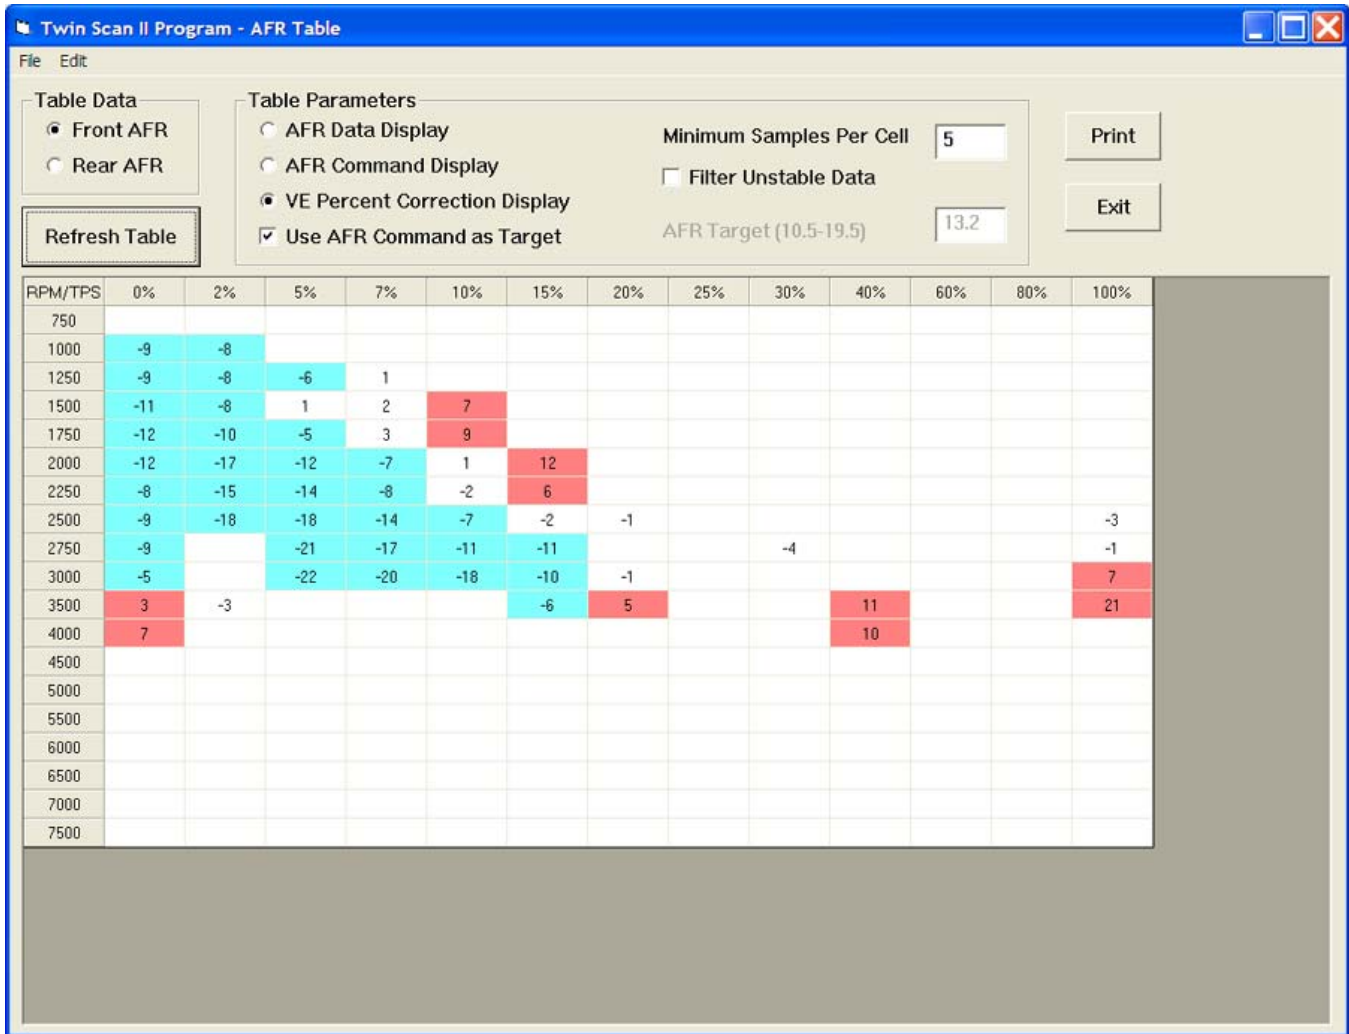 Twin Scan II Program - AFR Table
File Edit
Table Data
Front AFR
Rear AFR
Refresh Table
Table Parameters
AFR Data Display
AFR Command Display
VE Percent Correction Display
Use AFR Command as Target
Minimum Samples Per Cell 5
Filter Unstable Data
AFR Target (10.5-19.5) 13.2
Print
Exit
RPM/TPS 0% 2% 5% 7% 10% 15% 20% 25% 30% 40% 60% 80% 100%
750
1000 -9 -8
1250 -9 -8 -6 1
1500 -11 -8 1 2 7
1750 -12 -10 -5 3 9
2000 -12 -17 -12 -7 1 12
2250 -8 -15 -14 -8 -2 6
2500 -9 -18 -18 -14 -7 -2 -1 -3
2750 -9 -21 -17 -11 -11 -4 -1
3000 -5 -22 -20 -18 -10 -1 7
3500 3 -3 -6 5 11 21
4000 7 10
4500
5000
5500
6000
6500
7000
7500